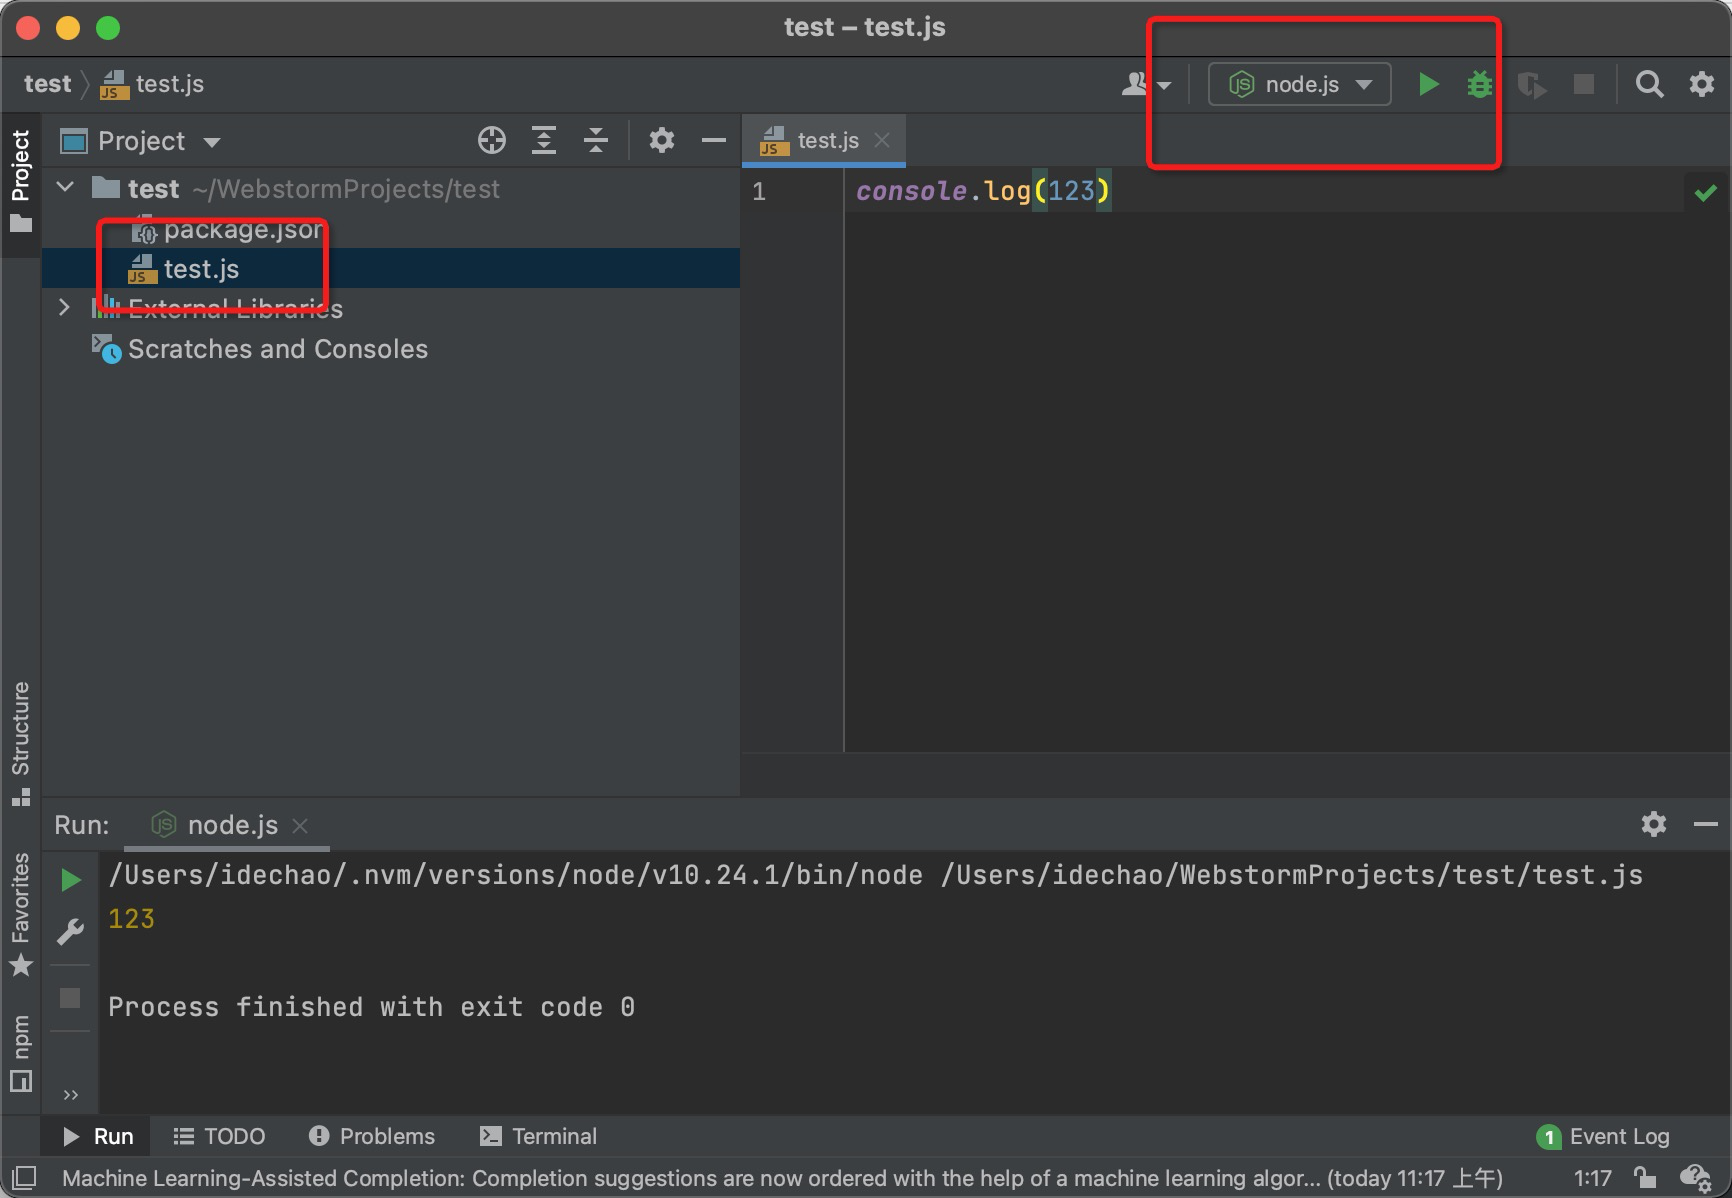 test – test.js
test test.js
node.js
Project
Project
test.js
test ~/WebstormProjects/test
package.json
test.js
External Libraries
Scratches and Consoles
1 console.log(123)
Structure
Favorites
npm
Run: node.js
/Users/idechao/.nvm/versions/node/v10.24.1/bin/node /Users/idechao/WebstormProjects/test/test.js
123
Process finished with exit code 0
Run TODO Problems Terminal
1 Event Log
Machine Learning-Assisted Completion: Completion suggestions are now ordered with the help of a machine learning algor... (today 11:17 上午)
1:17